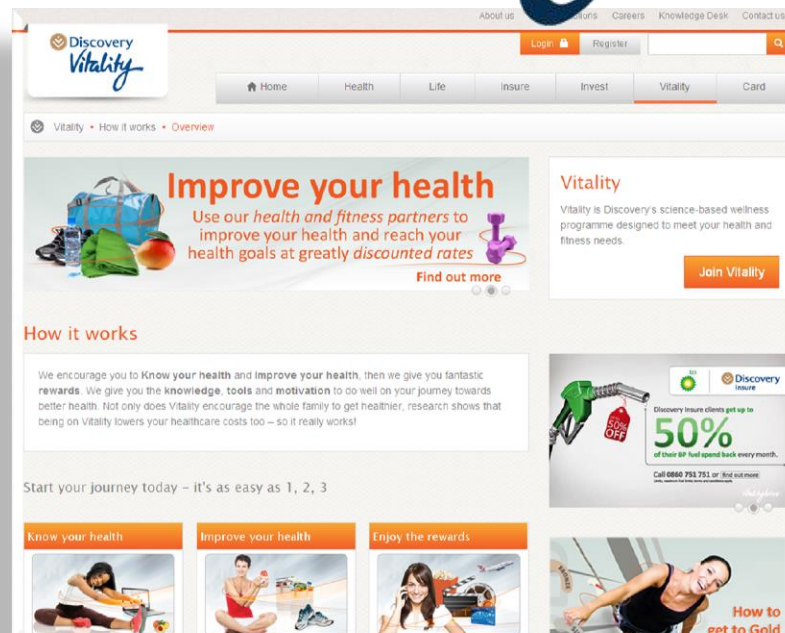 About us
Careers Knowledge Desk Contact us
Discovery
Vitality
Login Register
Home Health Life Insure Invest Vitality Card
Vitality • How it works • Overview
Improve your health
Use our health and fitness partners to
improve your health and reach your
health goals at greatly discounted rates
Find out more
Vitality
Vitality is Discovery's science-based wellness
programme designed to meet your health and
fitness needs.
Join Vitality
How it works
We encourage you to Know your health and improve your health, then we give you fantastic
rewards. We give you the knowledge, tools and motivation to do well on your journey towards
better health. Not only does Vitality encourage the whole family to get healthier, research shows that
being on Vitality lowers your healthcare costs too – so it really works!
bp
Discovery
Insure
50%
OFF
Discovery Insure clients get up to
50%
of their BP fuel spend back every month.
Call 0860 751 751 or find out more
Start your journey today – it's as easy as 1, 2, 3
Know your health
Improve your health
Enjoy the rewards
How to
get to Gold